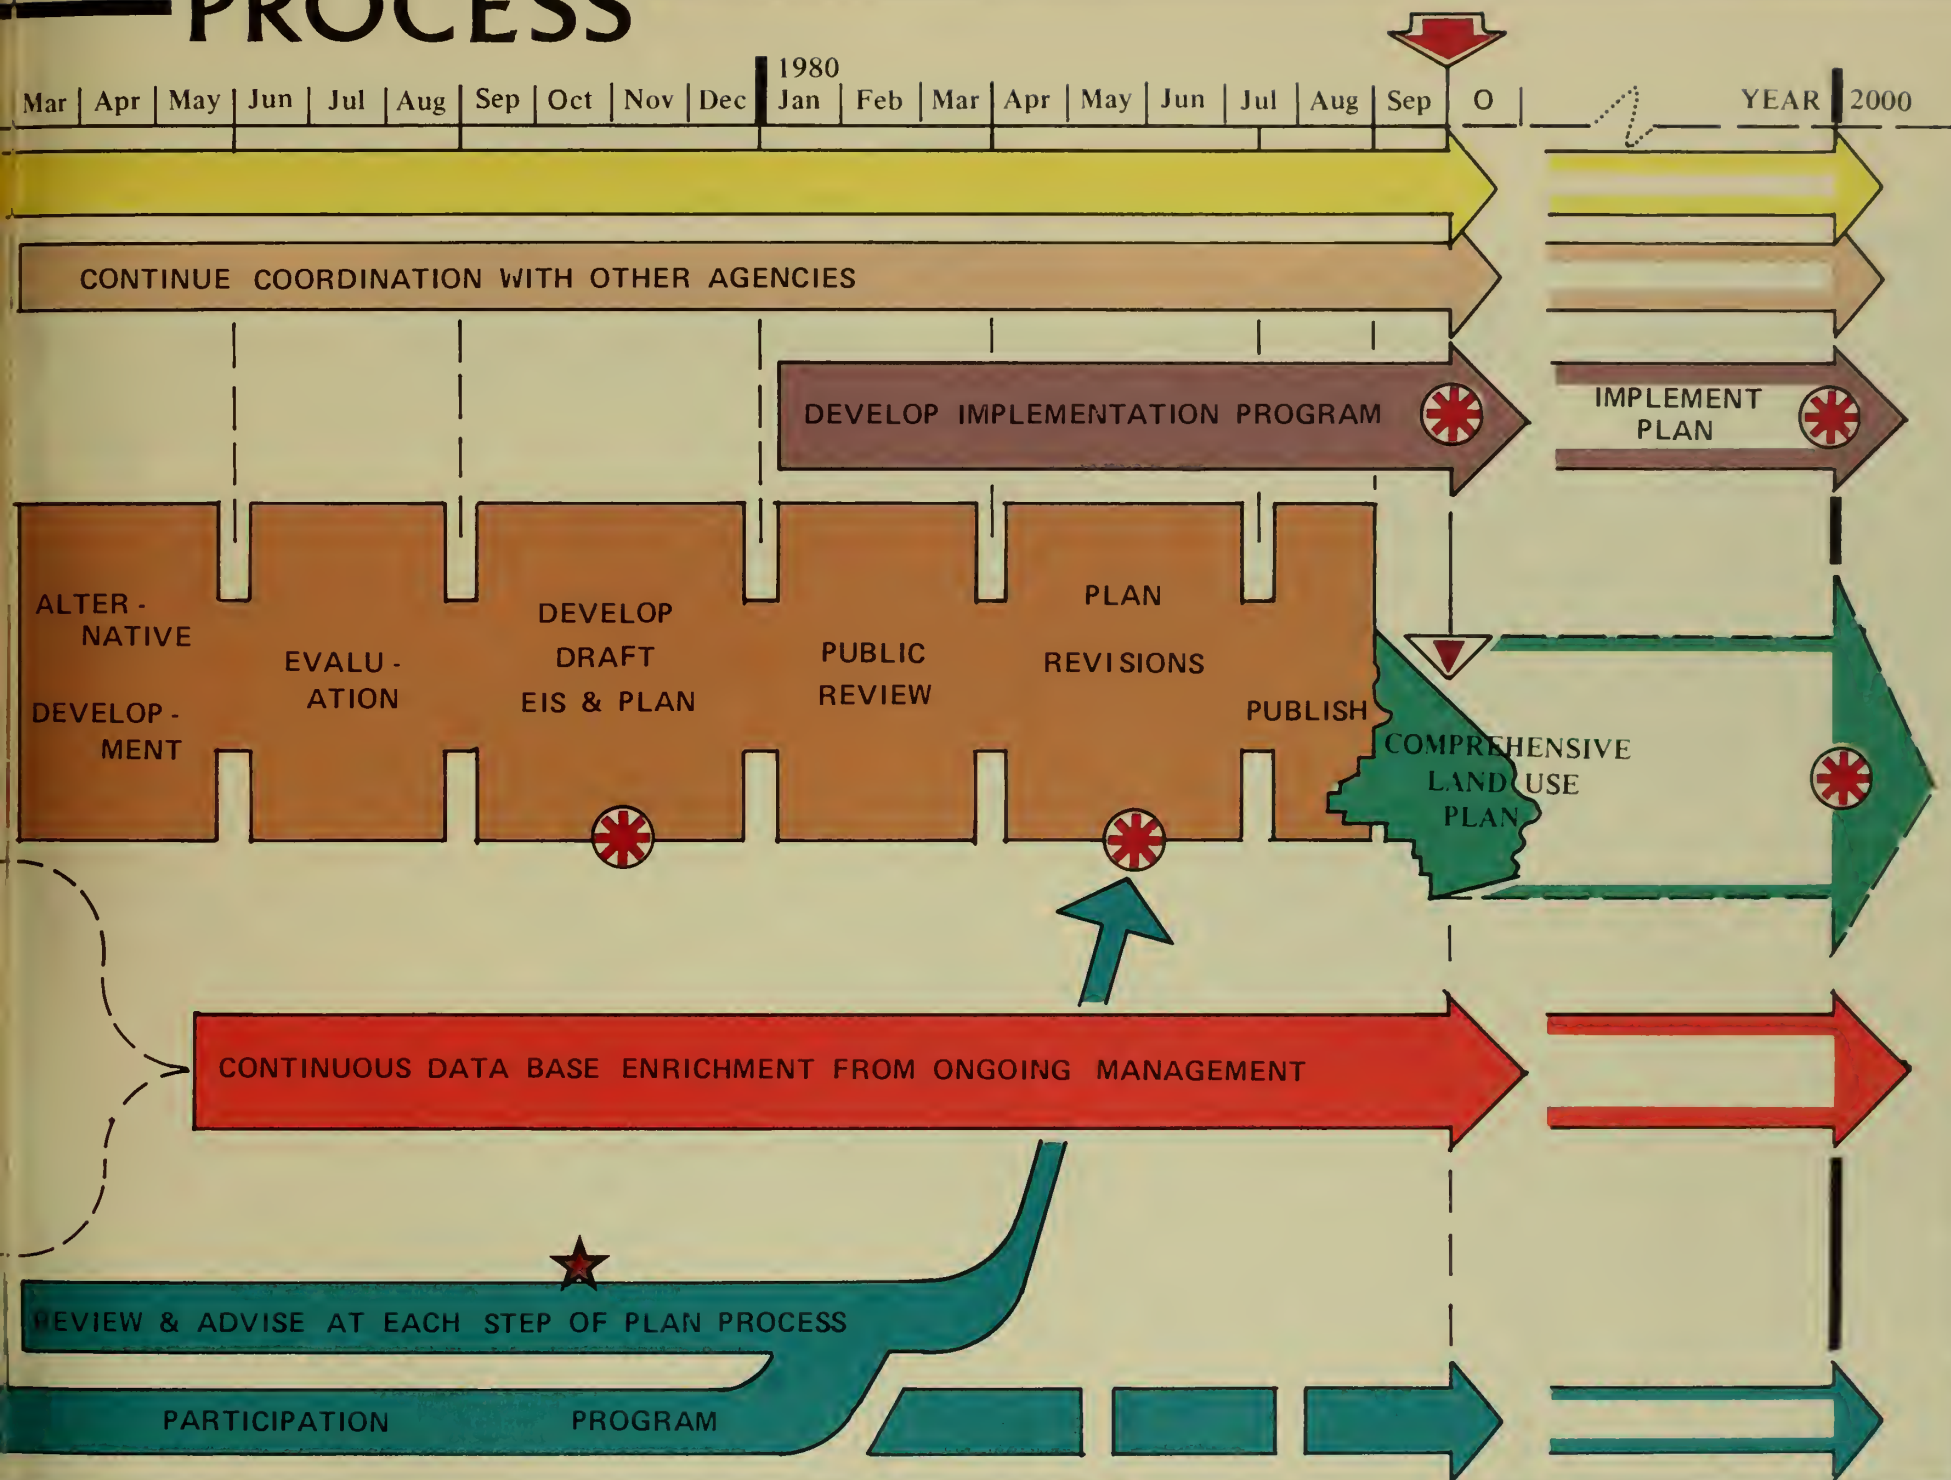 PROCESS
1980
Mar Apr May Jun Jul Aug Sep Oct Nov Dec Jan Feb Mar Apr May Jun Jul Aug Sep O YEAR 2000
CONTINUE COORDINATION WITH OTHER AGENCIES
DEVELOP IMPLEMENTATION PROGRAM
IMPLEMENT
PLAN
ALTER-
NATIVE
DEVELOP-
MENT
EVALU-
ATION
DEVELOP
DRAFT
EIS & PLAN
PUBLIC
REVIEW
PLAN
REVISIONS
PUBLISH
COMPREHENSIVE
LAND USE
PLAN
CONTINUOUS DATA BASE ENRICHMENT FROM ONGOING MANAGEMENT
REVIEW & ADVISE AT EACH STEP OF PLAN PROCESS
PARTICIPATION PROGRAM